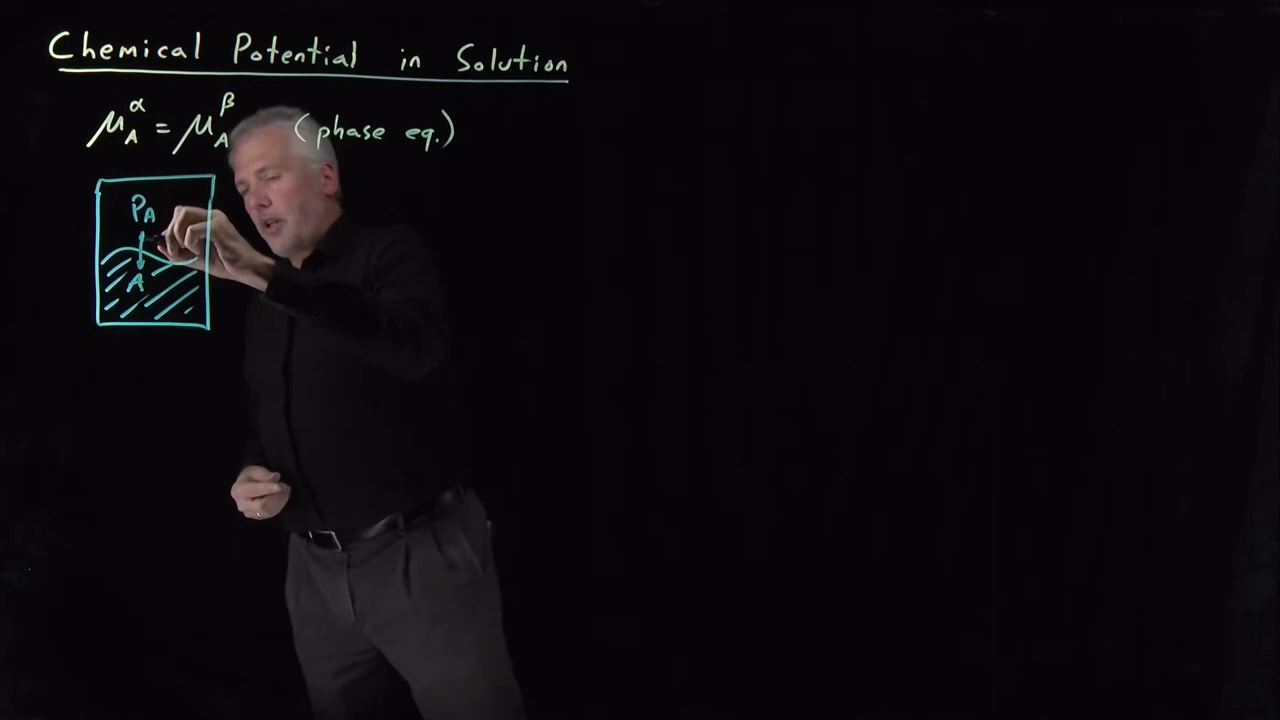 Chemical Potential in Solution
μ_A^α = μ_A^β (phase eq.)
P_A
A